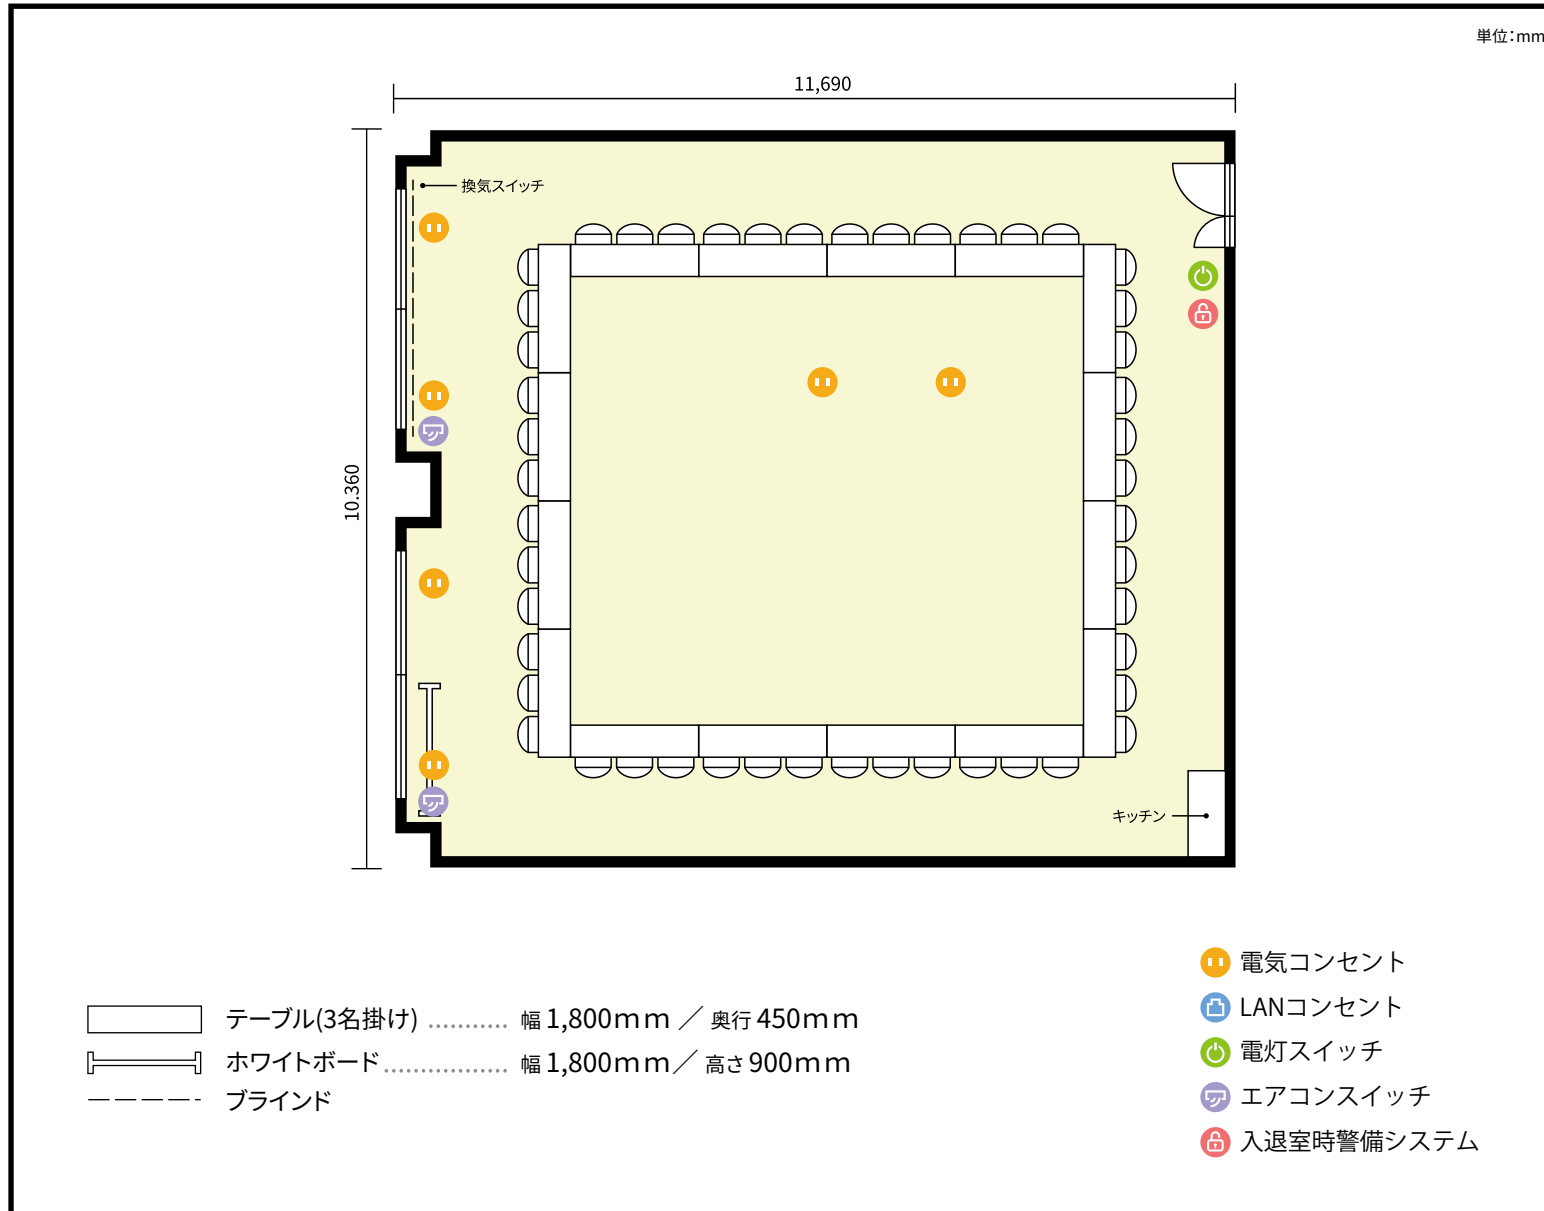 単位：mm
11,690
換気スイッチ
10.360
キッチン
テーブル(3名掛け) ........... 幅 1,800mm ／ 奥行 450mm
ホワイトボード ................. 幅 1,800mm ／ 高さ 900mm
ブラインド
電気コンセント
LANコンセント
電灯スイッチ
エアコンスイッチ
入退室時警備システム